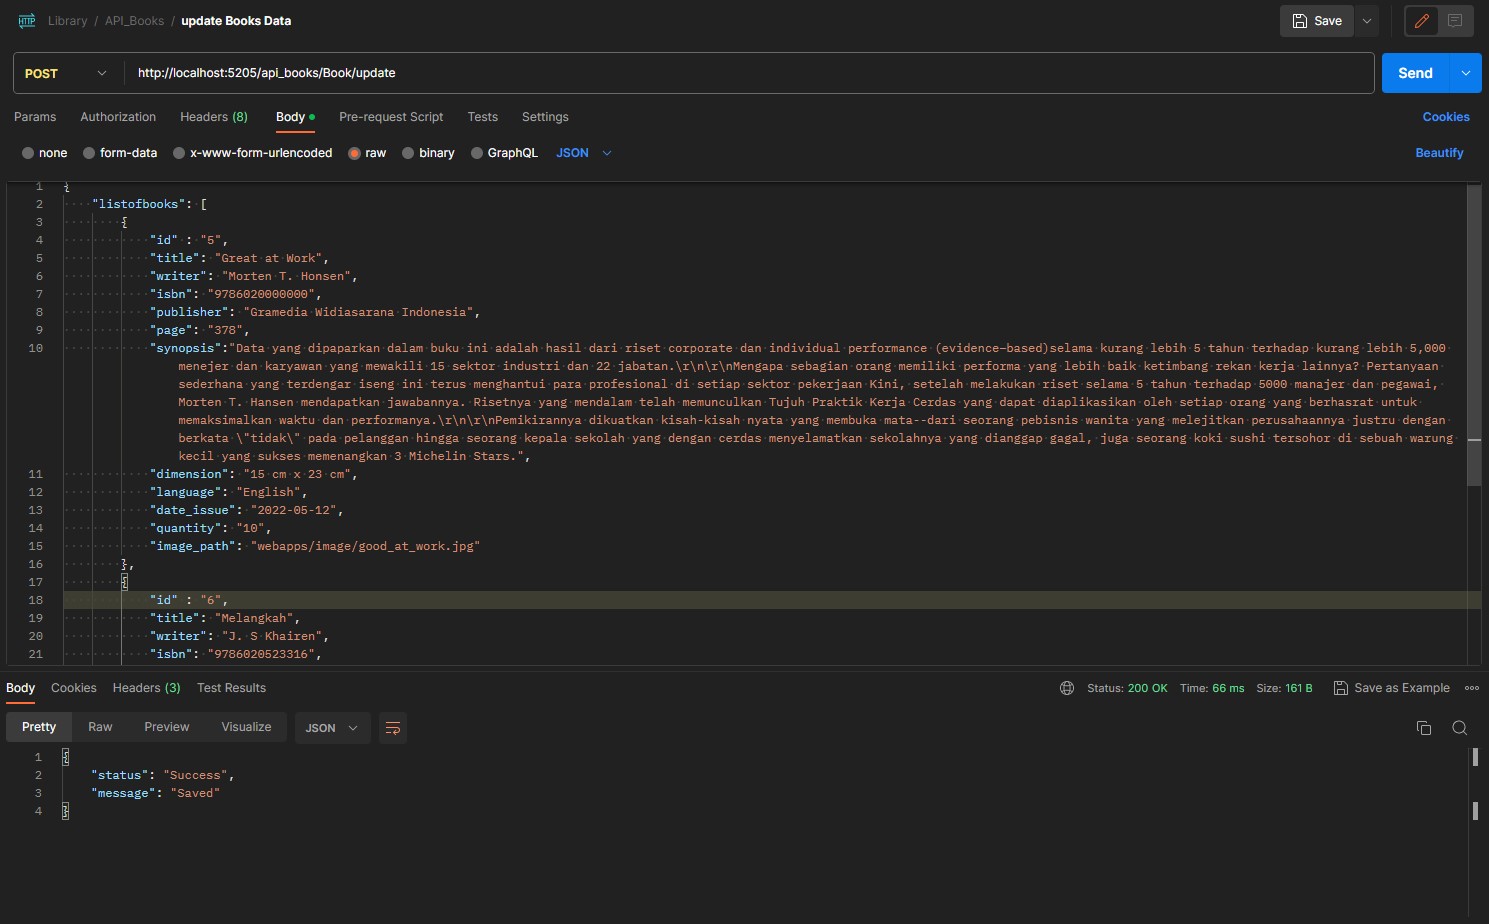 HTTP Library / API_Books / update Books Data
Save
POST http://localhost:5205/api_books/Book/update Send
Params Authorization Headers (8) Body Pre-request Script Tests Settings Cookies
none form-data x-www-form-urlencoded raw binary GraphQL JSON Beautify
1 {
2 "listofbooks": [
3 {
4 "id" : "5",
5 "title": "Great at Work",
6 "writer": "Morten T. Honsen",
7 "isbn": "9786020000000",
8 "publisher": "Gramedia Widiasarana Indonesia",
9 "page": "378",
10 "synopsis":"Data yang dipaparkan dalam buku ini adalah hasil dari riset corporate dan individual performance (evidence-based)selama kurang lebih 5 tahun terhadap kurang lebih 5,000
menejer dan karyawan yang mewakili 15 sektor industri dan 22 jabatan.\r\n\r\nMengapa sebagian orang memiliki performa yang lebih baik ketimbang rekan kerja lainnya? Pertanyaan
sederhana yang terdengar iseng ini terus menghantui para profesional di setiap sektor pekerjaan Kini, setelah melakukan riset selama 5 tahun terhadap 5000 manajer dan pegawai,
Morten T. Hansen mendapatkan jawabannya. Risetnya yang mendalam telah memunculkan Tujuh Praktik Kerja Cerdas yang dapat diaplikasikan oleh setiap orang yang berhasrat untuk
memaksimalkan waktu dan performanya.\r\n\r\nPemikirannya dikuatkan kisah-kisah nyata yang membuka mata--dari seorang pebisnis wanita yang melejitkan perusahaannya justru dengan
berkata \"tidak\" pada pelanggan hingga seorang kepala sekolah yang dengan cerdas menyelamatkan sekolahnya yang dianggap gagal, juga seorang koki sushi tersohor di sebuah warung
kecil yang sukses memenangkan 3 Michelin Stars.",
11 "dimension": "15 cm x 23 cm",
12 "language": "English",
13 "date_issue": "2022-05-12",
14 "quantity": "10",
15 "image_path": "webapps/image/good_at_work.jpg"
16 },
17 {
18 "id" : "6",
19 "title": "Melangkah",
20 "writer": "J. S Khairen",
21 "isbn": "9786020523316",
Body Cookies Headers (3) Test Results Status: 200 OK Time: 66 ms Size: 161 B Save as Example
Pretty Raw Preview Visualize JSON
1 {
2 "status": "Success",
3 "message": "Saved"
4 }